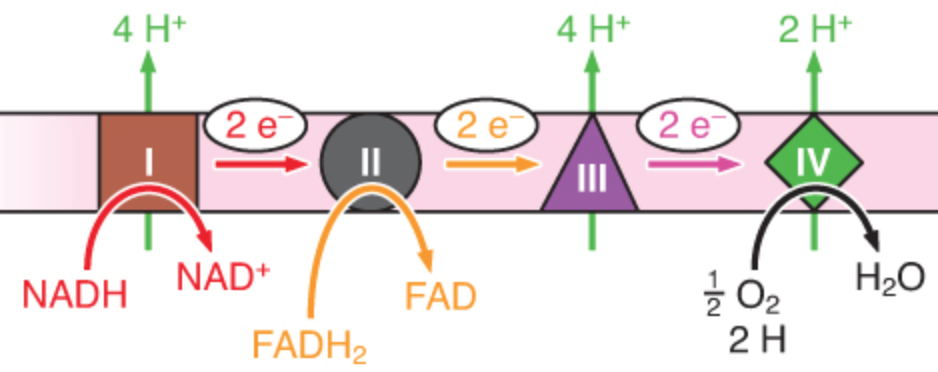 4 H⁺
4 H⁺
2 H⁺
2 e⁻
2 e⁻
2 e⁻
I
II
III
IV
NADH
NAD⁺
FADH₂
FAD
½ O₂
2 H
H₂O